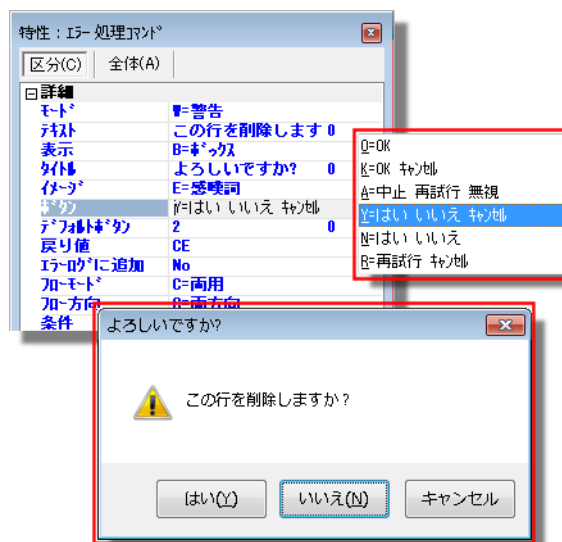 特性：ｴﾗｰ処理ｺﾏﾝﾄﾞ
区分(C) 全体(A)
詳細
ﾓｰﾄﾞ W=警告
ﾃｷｽﾄ この行を削除します 0
表示 B=ﾎﾞｯｸｽ
ﾀｲﾄﾙ よろしいですか? 0
ｲﾒｰｼﾞ E=感嘆詞
ﾎﾞﾀﾝ Y=はい いいえ ｷｬﾝｾﾙ
ﾃﾞﾌｫﾙﾄﾎﾞﾀﾝ 2 0
戻り値 CE
ｴﾗｰﾛｸﾞに追加 No
ﾌﾛｰﾓｰﾄﾞ C=両用
ﾌﾛｰ方向 C=両方向
条件
O=OK
K=OK ｷｬﾝｾﾙ
A=中止 再試行 無視
Y=はい いいえ ｷｬﾝｾﾙ
N=はい いいえ
R=再試行 ｷｬﾝｾﾙ
よろしいですか?
この行を削除しますか?
はい(Y) いいえ(N) キャンセル